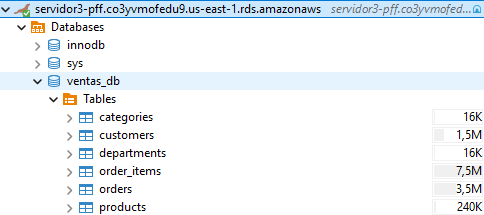 servidor3-pff.co3yvmofedu9.us-east-1.rds.amazonaws servidor3-pff.co3yvmofed...
Databases
innodb
sys
ventas_db
Tables
categories 16K
customers 1,5M
departments 16K
order_items 7,5M
orders 3,5M
products 240K